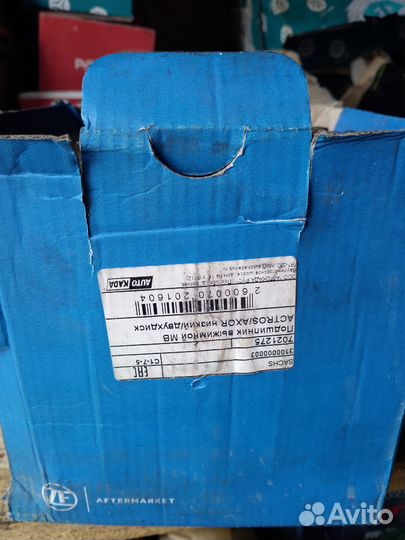 SACHS
3100000003
C1-7-5
EAC
7021275
Подшипник выжимной MB
ACTROS/AXOR низкий/двухдиск
2 600070 201604
AUTO KADA
ZF
AFTERMARKET
Avito